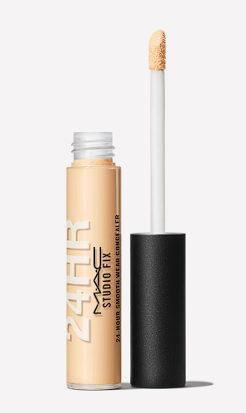 24HR
MAC
STUDIO FIX
24-HOUR SMOOTH WEAR CONCEALER